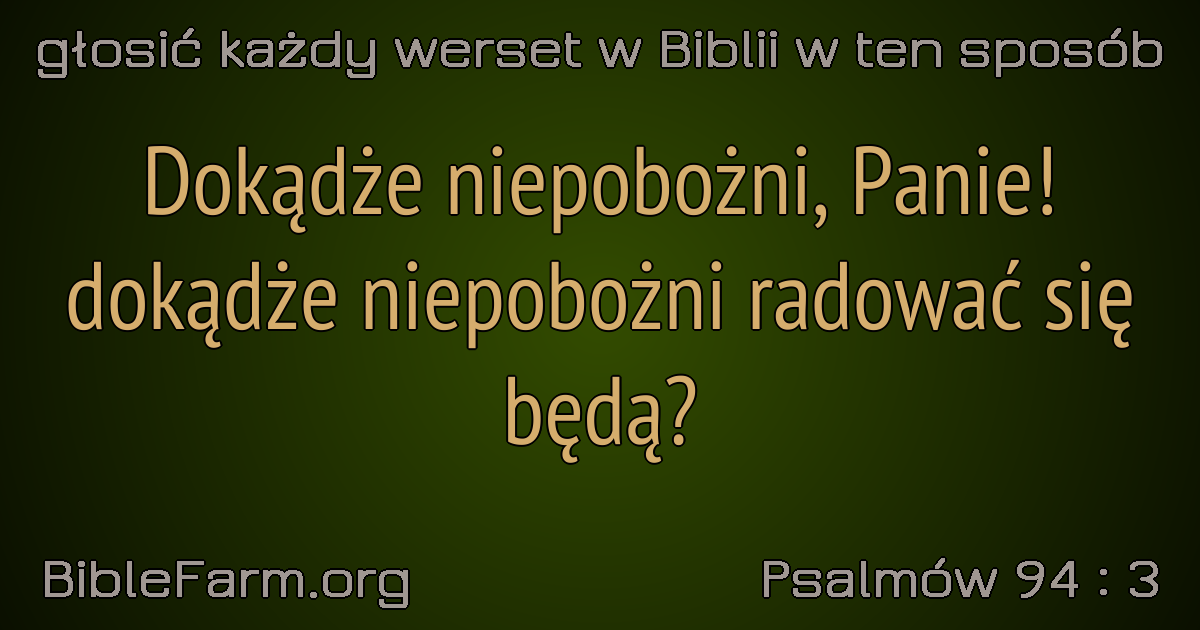 głosić każdy werset w Biblii w ten sposób
Dokądże niepobożni, Panie!
dokądże niepobożni radować się
będą?
BibleFarm.org
Psalmów 94 : 3